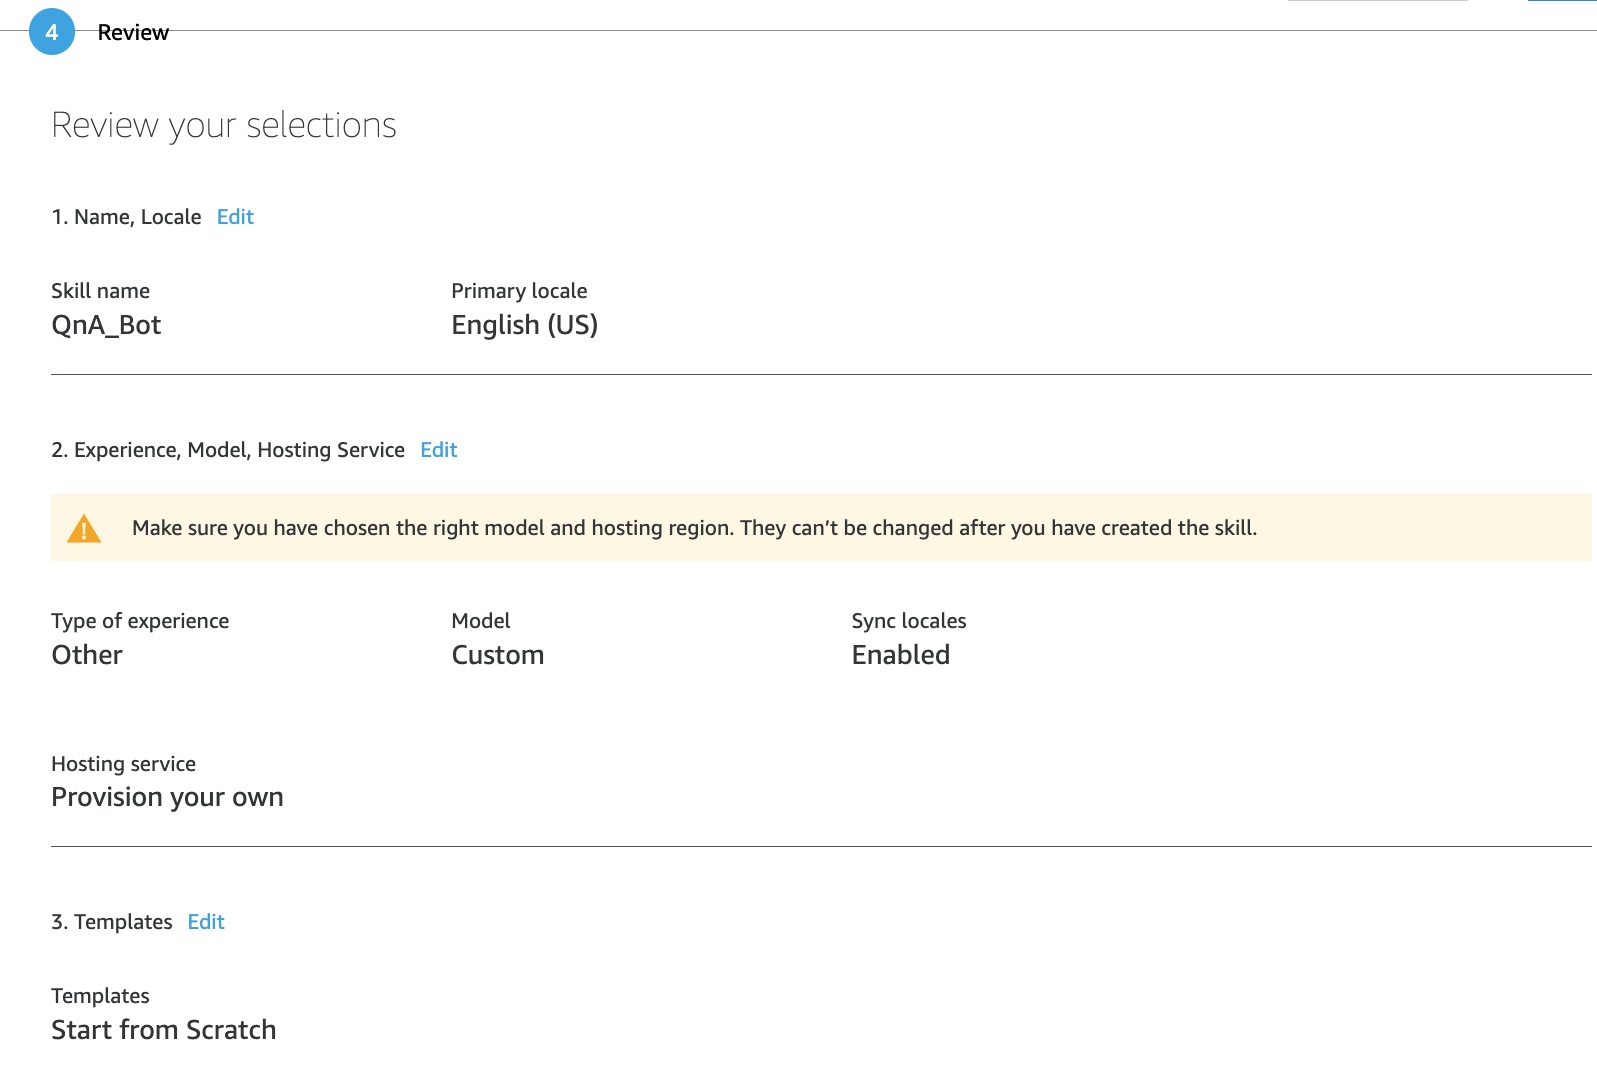 4 Review
Review your selections
1. Name, Locale Edit
Skill name Primary locale
QnA_Bot English (US)
2. Experience, Model, Hosting Service Edit
Make sure you have chosen the right model and hosting region. They can’t be changed after you have created the skill.
Type of experience Model Sync locales
Other Custom Enabled
Hosting service
Provision your own
3. Templates Edit
Templates
Start from Scratch